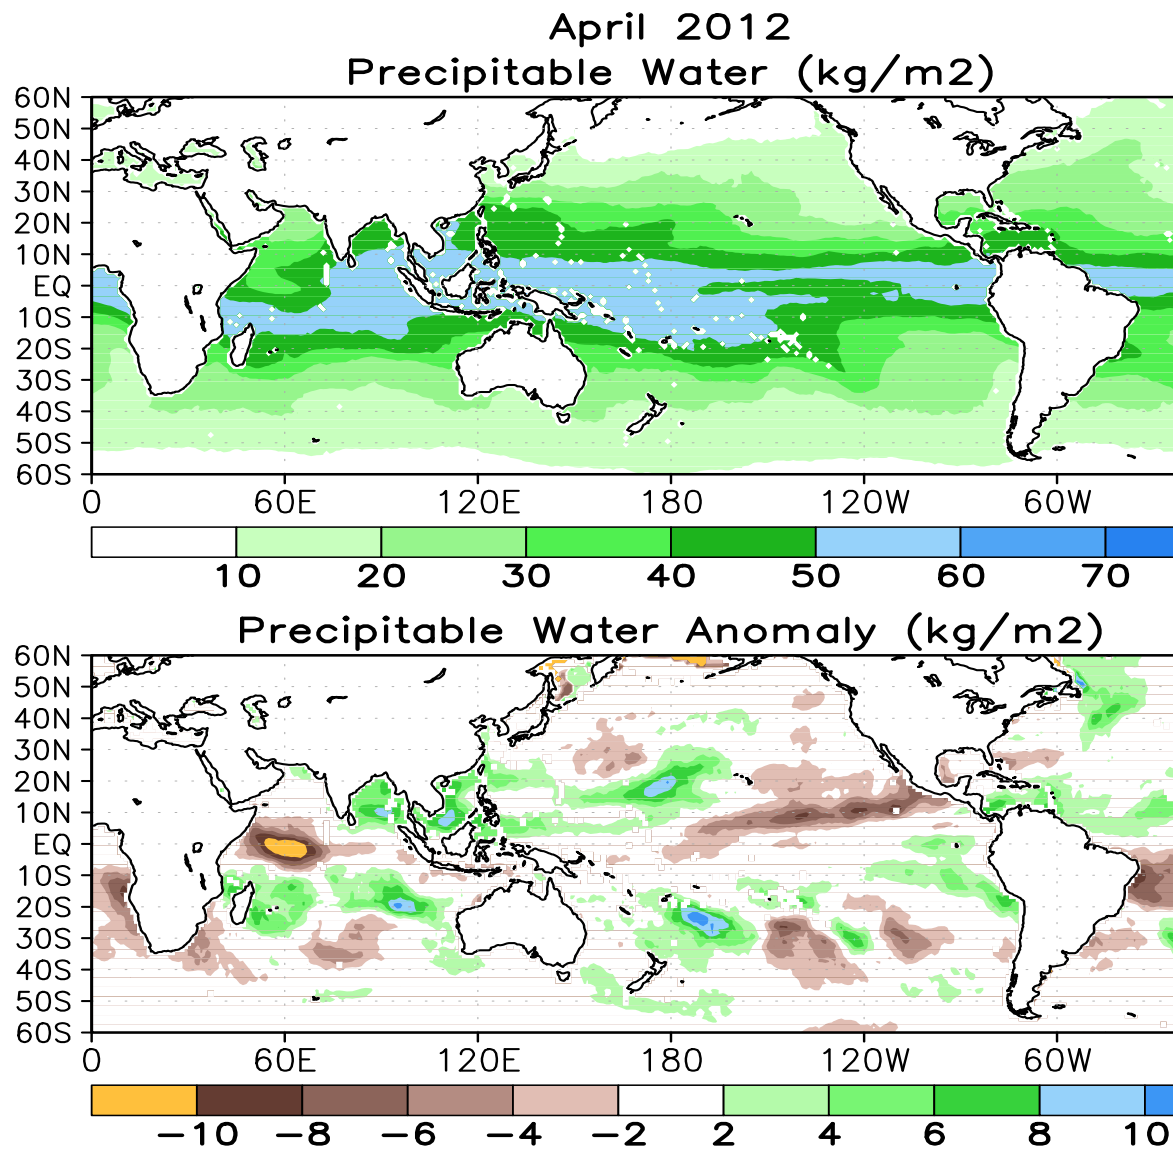 April 2012
Precipitable Water (kg/m2)
60N
50N
40N
30N
20N
10N
EQ
10S
20S
30S
40S
50S
60S
0 60E 120E 180 120W 60W
10 20 30 40 50 60 70
Precipitable Water Anomaly (kg/m2)
60N
50N
40N
30N
20N
10N
EQ
10S
20S
30S
40S
50S
60S
0 60E 120E 180 120W 60W
−10 −8 −6 −4 −2 2 4 6 8 10